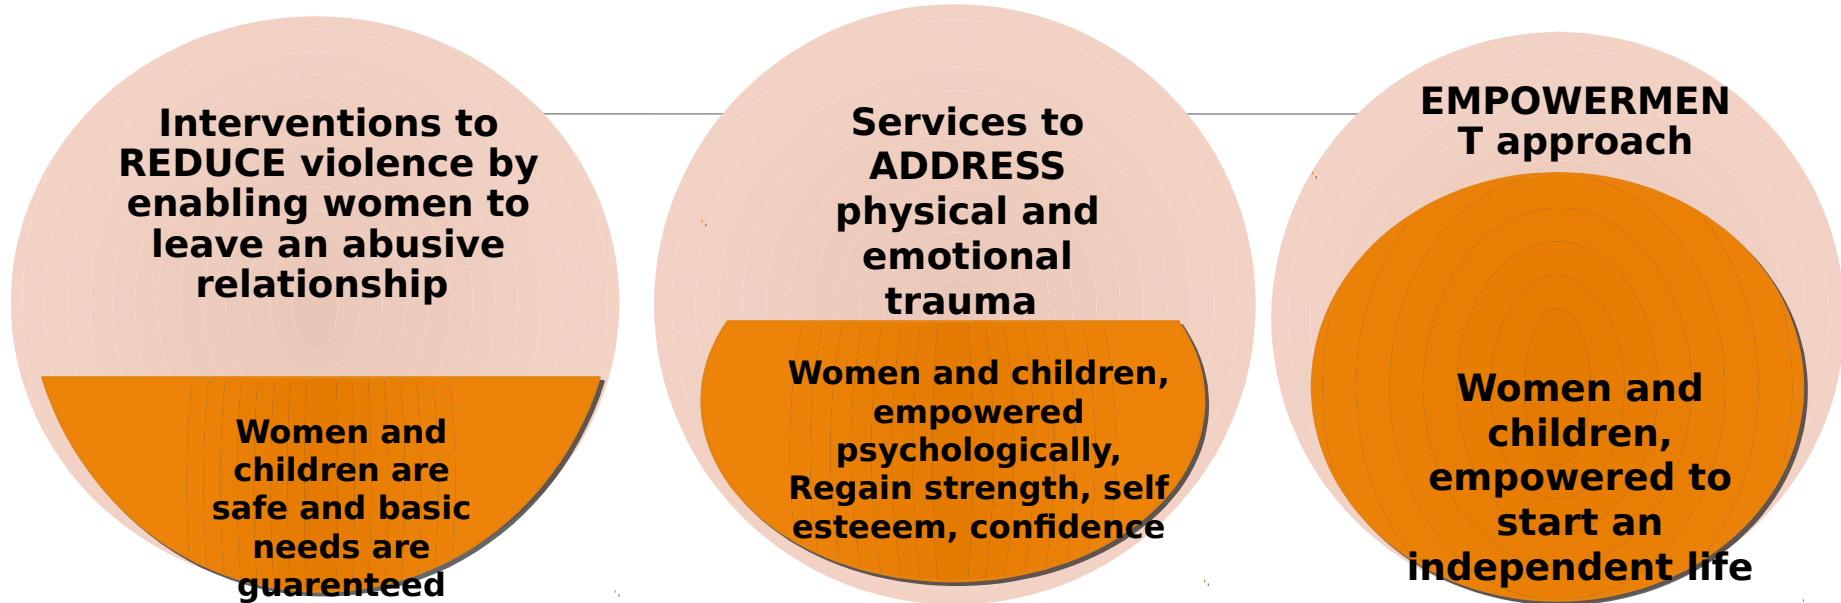 Interventions to
REDUCE violence by
enabling women to
leave an abusive
relationship
Women and
children are
safe and basic
needs are
guarenteed
Services to
ADDRESS
physical and
emotional
trauma
Women and children,
empowered
psychologically,
Regain strength, self
esteeem, confidence
EMPOWERMEN
T approach
Women and
children,
empowered to
start an
independent life